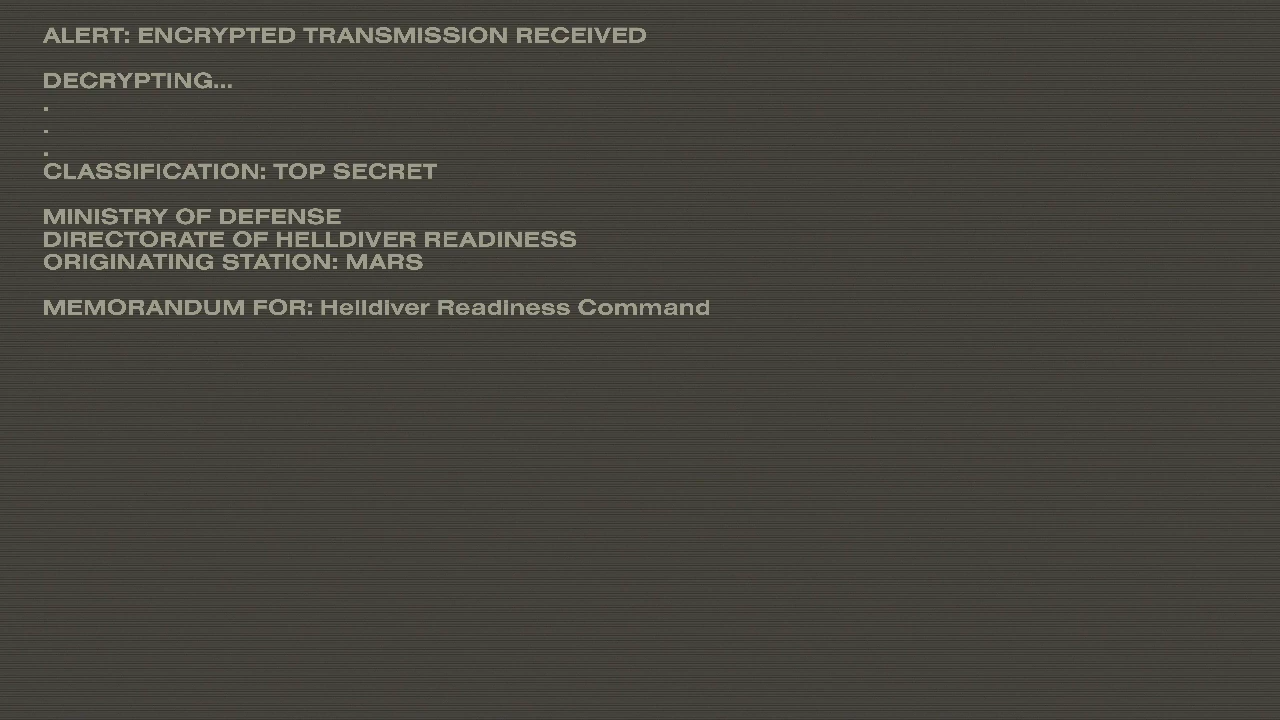 ALERT: ENCRYPTED TRANSMISSION RECEIVED
DECRYPTING...
.
.
.
CLASSIFICATION: TOP SECRET
MINISTRY OF DEFENSE
DIRECTORATE OF HELLDIVER READINESS
ORIGINATING STATION: MARS
MEMORANDUM FOR: Helldiver Readiness Command